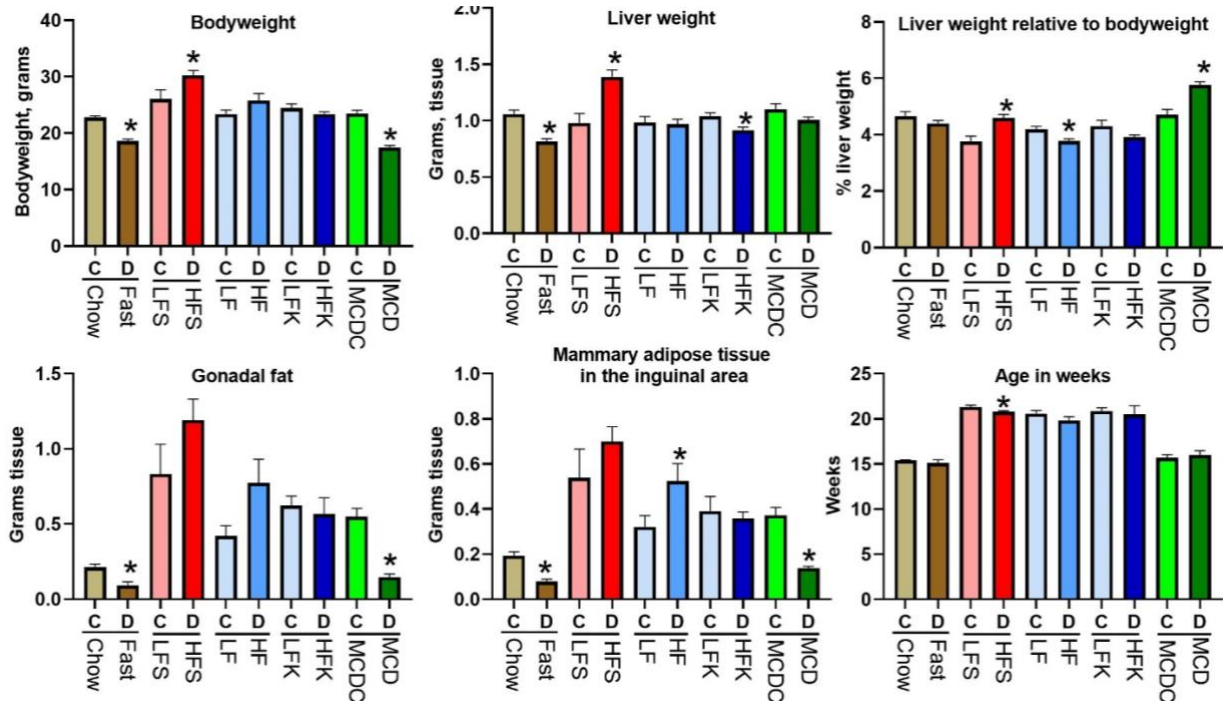 Bodyweight
Bodyweight, grams
40
30
20
10
0
*
*
*
C D C D C D C D C D
Chow Fast LFS HFS LF HF LFK HFK MCDC MCD
Liver weight
Grams, tissue
2.0
1.5
1.0
0.5
0.0
*
*
*
C D C D C D C D C D
Chow Fast LFS HFS LF HF LFK HFK MCDC MCD
Liver weight relative to bodyweight
% liver weight
8
6
4
2
0
*
*
*
C D C D C D C D C D
Chow Fast LFS HFS LF HF LFK HFK MCDC MCD
Gonadal fat
Grams tissue
1.5
1.0
0.5
0.0
*
*
C D C D C D C D C D
Chow Fast LFS HFS LF HF LFK HFK MCDC MCD
Mammary adipose tissue
in the inguinal area
Grams tissue
1.0
0.8
0.6
0.4
0.2
0.0
*
*
*
C D C D C D C D C D
Chow Fast LFS HFS LF HF LFK HFK MCDC MCD
Age in weeks
Weeks
25
20
15
10
5
0
*
C D C D C D C D C D
Chow Fast LFS HFS LF HF LFK HFK MCDC MCD